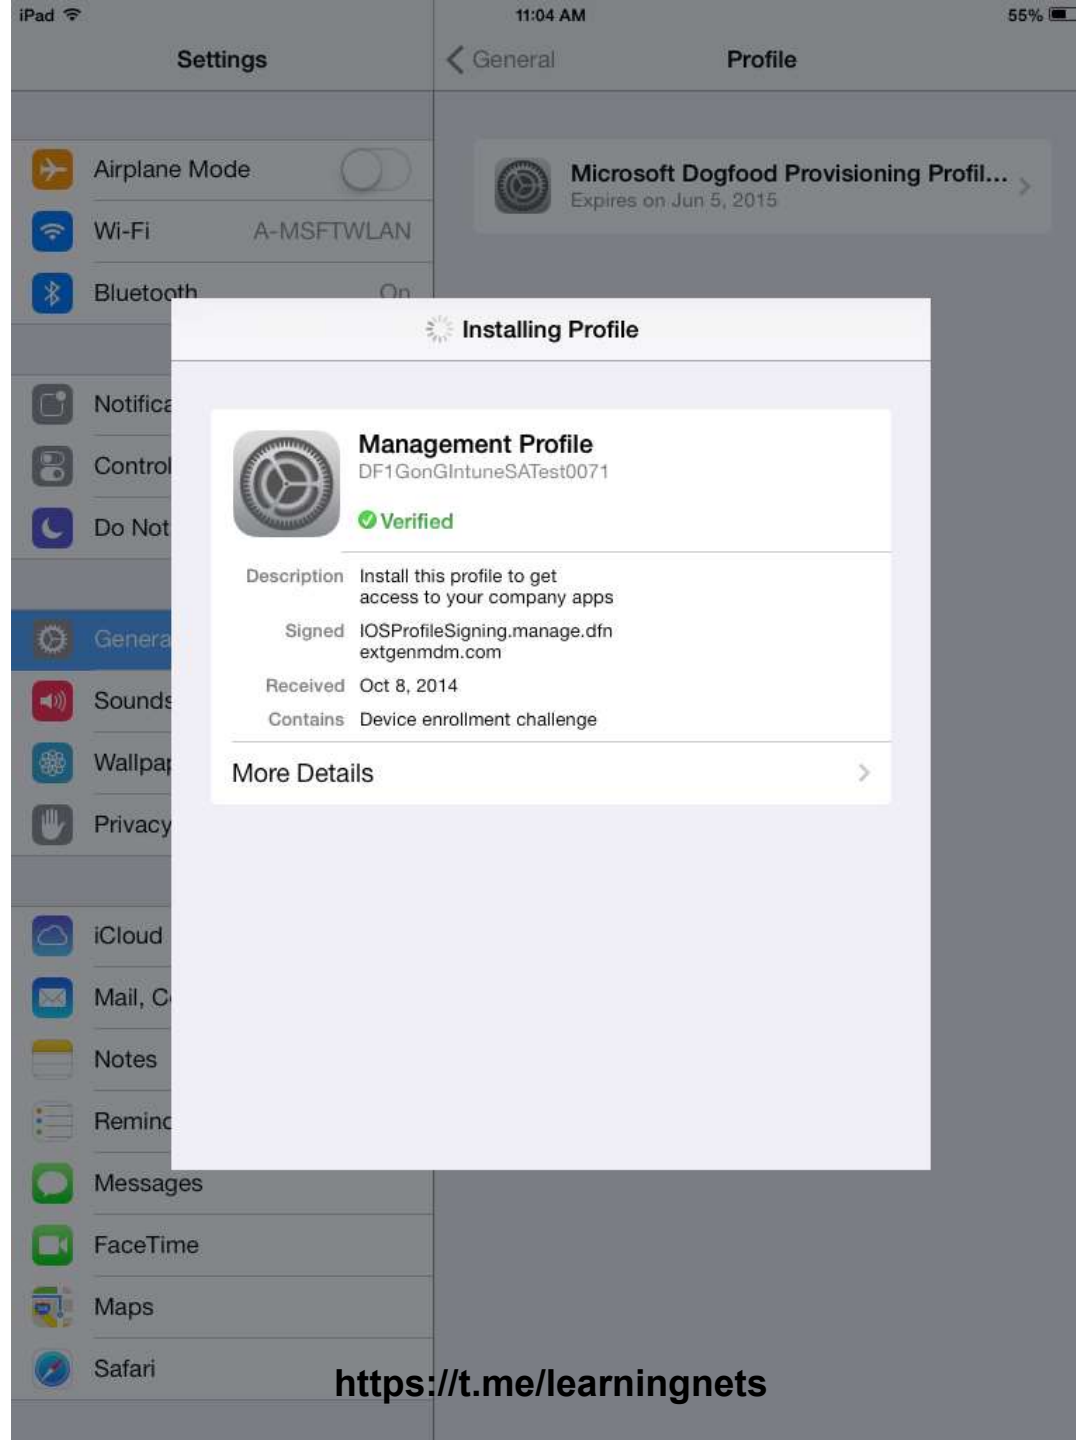 iPad
11:04 AM
55%
Settings
General
Profile
Airplane Mode
Microsoft Dogfood Provisioning Profil...
Expires on Jun 5, 2015
Wi-Fi
A-MSFTWLAN
Bluetooth
On
Installing Profile
Notifica
Control
Do Not
Genera
Sounds
Wallpap
Privacy
Management Profile
DF1GonGIntuneSATest0071
Verified
Description
Install this profile to get
access to your company apps
Signed
IOSProfileSigning.manage.dfn
extgenmdm.com
Received
Oct 8, 2014
Contains
Device enrollment challenge
More Details
iCloud
Mail, Co
Notes
Reminc
Messages
FaceTime
Maps
Safari
https://t.me/learningnets